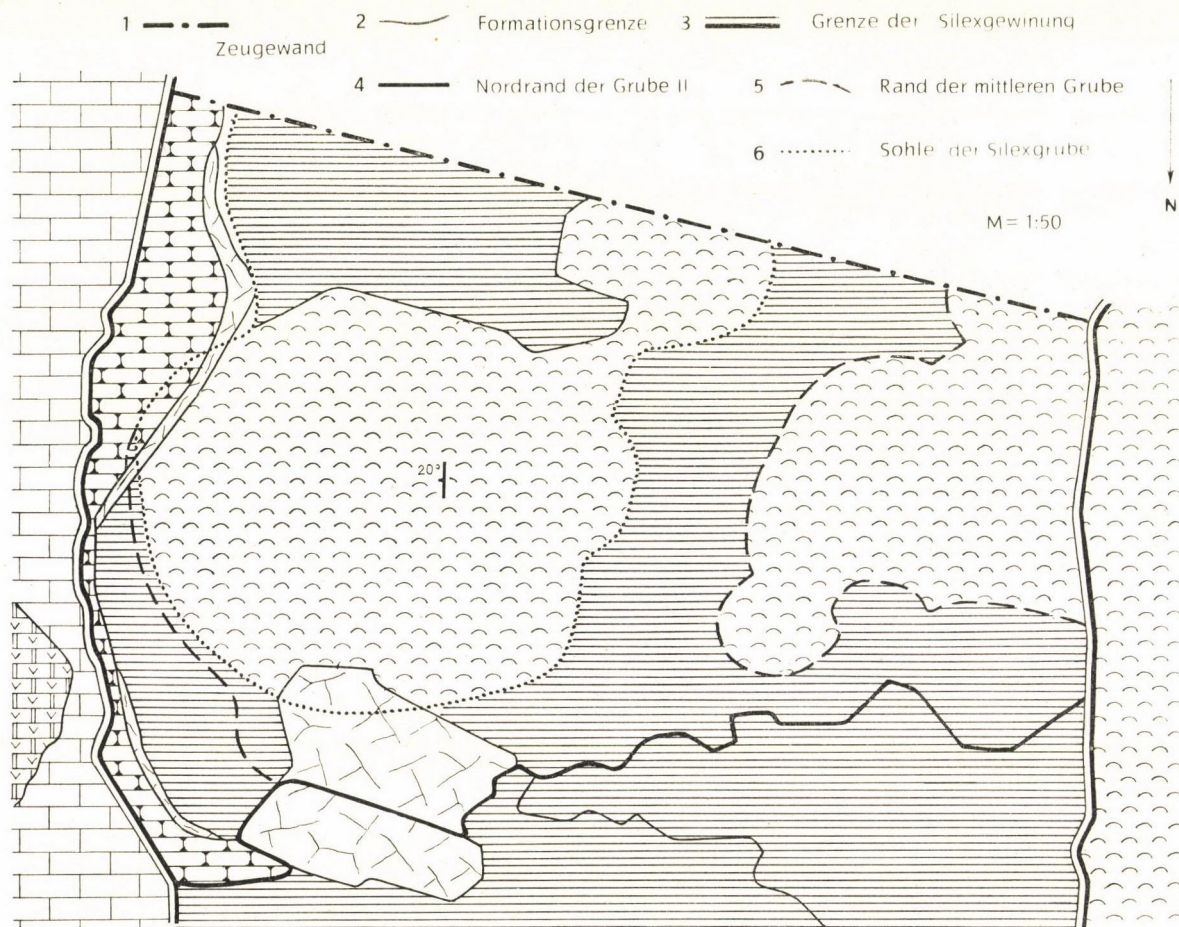 1 Zeugewand
2 Formationsgrenze
3 Grenze der Silexgewinung
4 Nordrand der Grube II
5 Rand der mittleren Grube
6 Sohle der Silexgrube
N
M = 1:50
20°